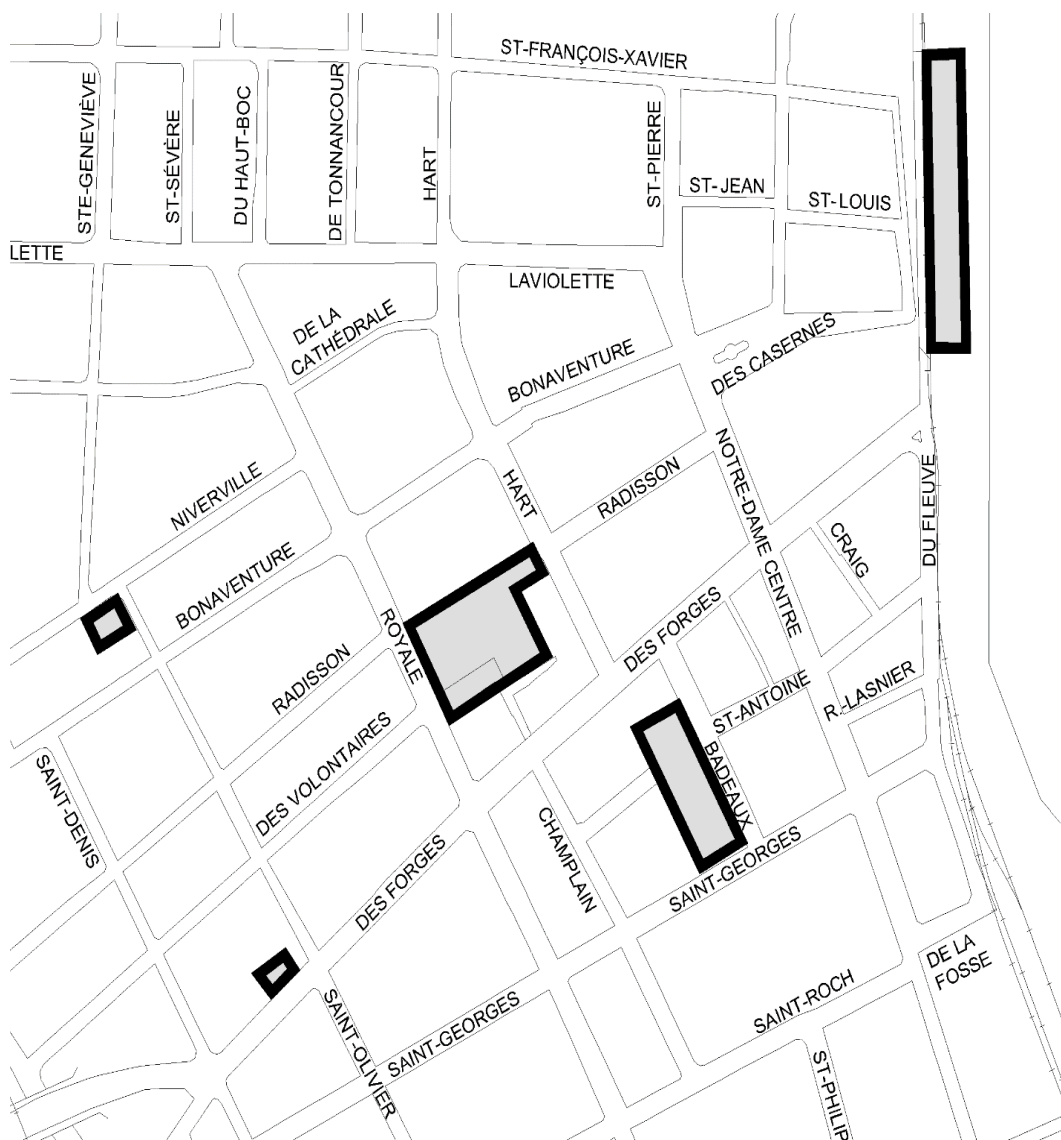 ST-FRANÇOIS-XAVIER
STE-GENEVIÈVE
ST-SÉVÈRE
DU HAUT-BOC
DE TONNANCOUR
HART
ST-PIERRE
ST-JEAN
ST-LOUIS
LETTE
LAVIOLETTE
DE LA
CATHÉDRALE
BONAVENTURE
DES CASERNES
NIVERVILLE
HART
RADISSON
NOTRE-DAME CENTRE
DU FLEUVE
CRAIG
BONAVENTURE
ROYALE
DES FORGES
RADISSON
ST-ANTOINE
R.-LASNIER
DES VOLONTAIRES
BADEAUX
SAINT-DENIS
CHAMPLAIN
DES FORGES
SAINT-GEORGES
DE LA
FOSSE
SAINT-ROCH
SAINT-OLIVIER
SAINT-GEORGES
ST-PHILIP